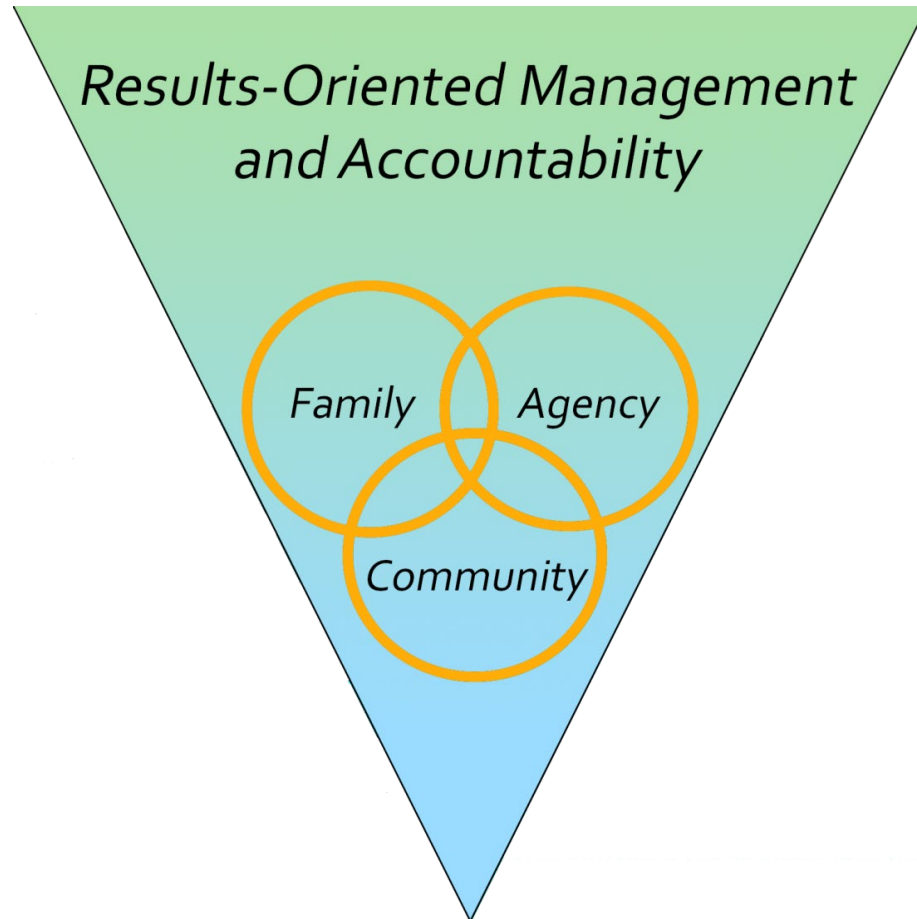 Results-Oriented Management
and Accountability
Family
Agency
Community